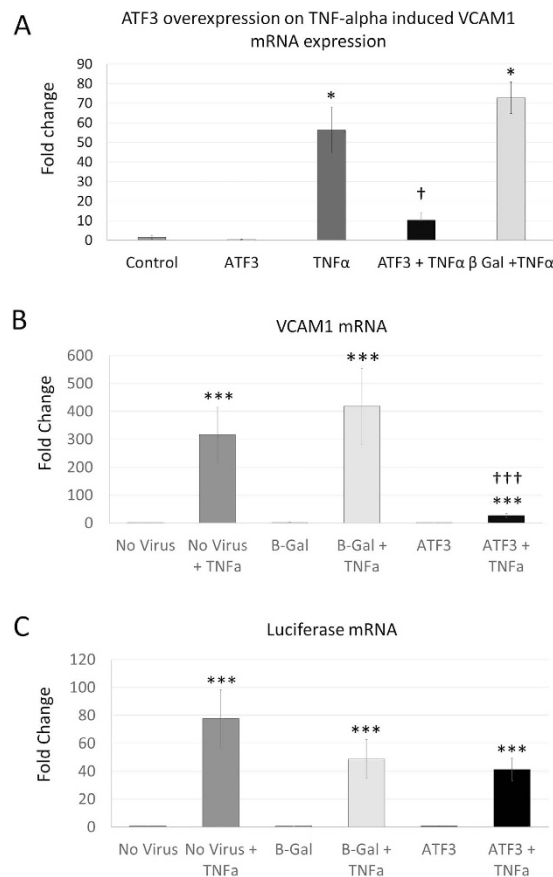 A
ATF3 overexpression on TNF-alpha induced VCAM1
mRNA expression
Fold change
90
80
70
60
50
40
30
20
10
0
*
†
*
Control ATF3 TNFα ATF3 + TNFα β Gal +TNFα
B
VCAM1 mRNA
Fold Change
600
500
400
300
200
100
0
***
***
†††
***
No Virus No Virus B-Gal B-Gal + ATF3 ATF3 +
+ TNFa TNFa TNFa
C
Luciferase mRNA
Fold Change
120
100
80
60
40
20
0
***
***
***
No Virus No Virus + B-Gal B-Gal + ATF3 ATF3 +
TNFa TNFa TNFa